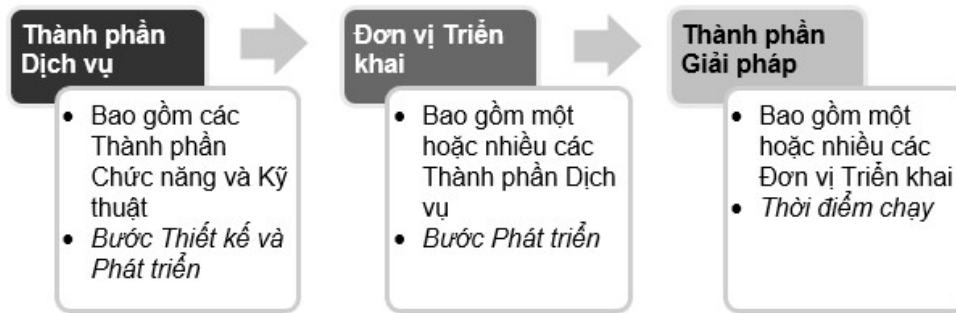 Thành phần
Dịch vụ
• Bao gồm các
Thành phần
Chức năng và Kỹ
thuật
• Bước Thiết kế và
Phát triển
Đơn vị Triển
khai
• Bao gồm một
hoặc nhiều các
Thành phần Dịch
vụ
• Bước Phát triển
Thành phần
Giải pháp
• Bao gồm một
hoặc nhiều các
Đơn vị Triển khai
• Thời điểm chạy